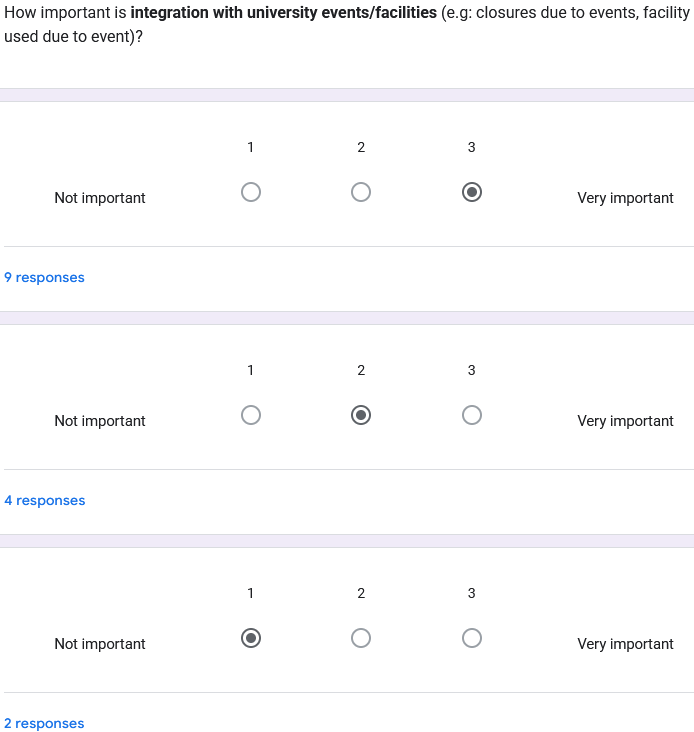 How important is integration with university events/facilities (e.g: closures due to events, facility
used due to event)?
1 2 3
Not important Very important
9 responses
1 2 3
Not important Very important
4 responses
1 2 3
Not important Very important
2 responses